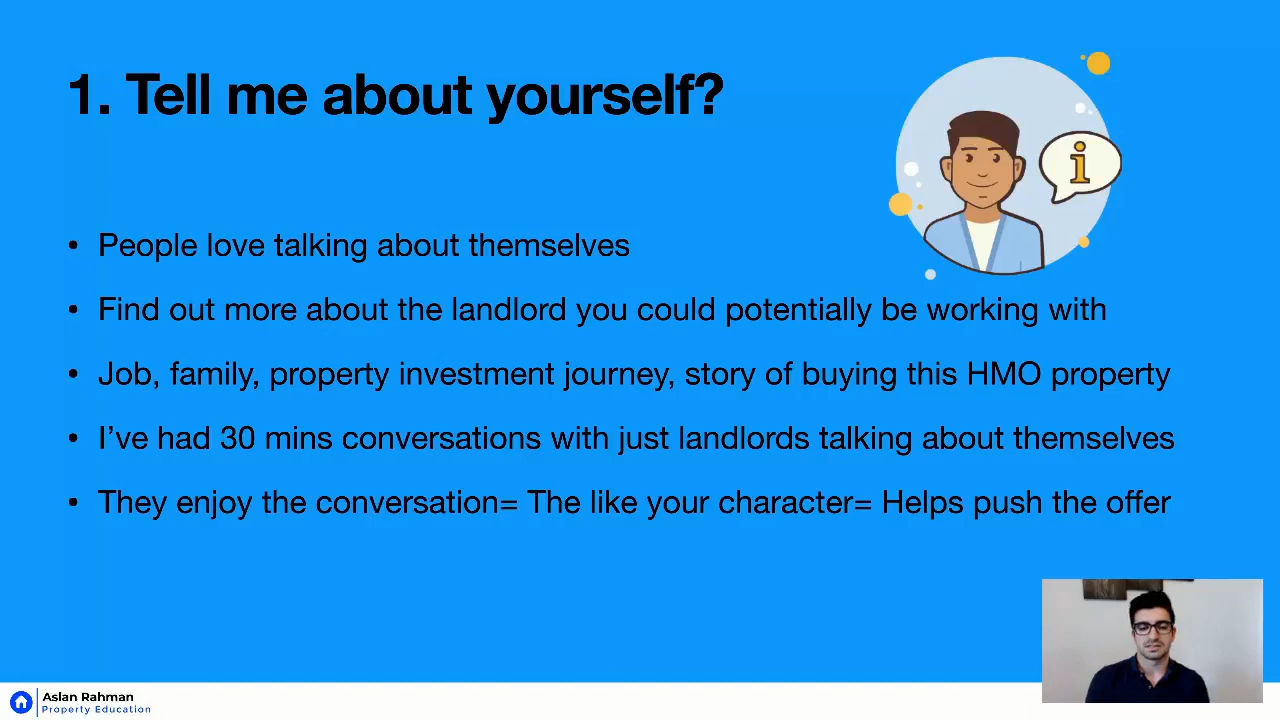 1. Tell me about yourself?
i
• People love talking about themselves
• Find out more about the landlord you could potentially be working with
• Job, family, property investment journey, story of buying this HMO property
• I’ve had 30 mins conversations with just landlords talking about themselves
• They enjoy the conversation= The like your character= Helps push the offer
Aslan Rahman
Property Education